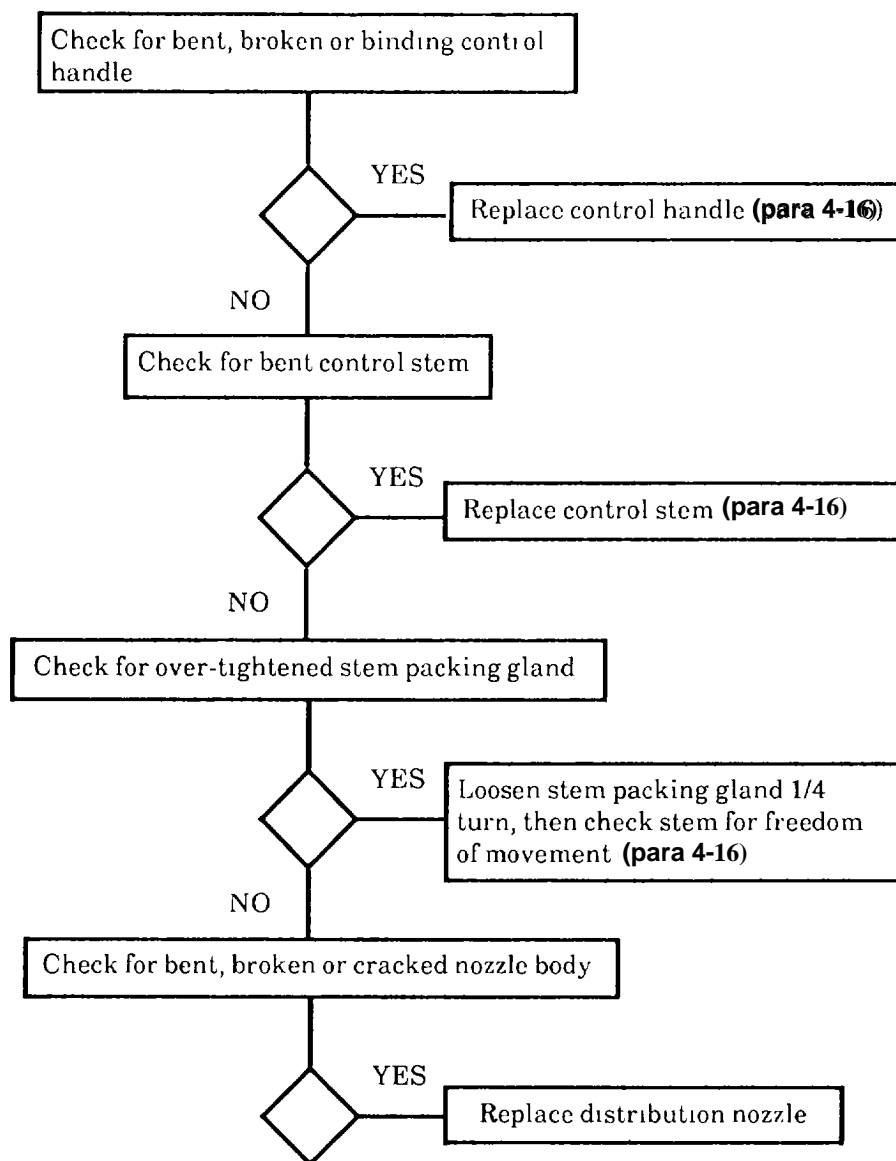 Check for bent, broken or binding control
handle
YES
Replace control handle (para 4-16)
NO
Check for bent control stem
YES
Replace control stem (para 4-16)
NO
Check for over-tightened stem packing gland
YES
Loosen stem packing gland 1/4
turn, then check stem for freedom
of movement (para 4-16)
NO
Check for bent, broken or cracked nozzle body
YES
Replace distribution nozzle